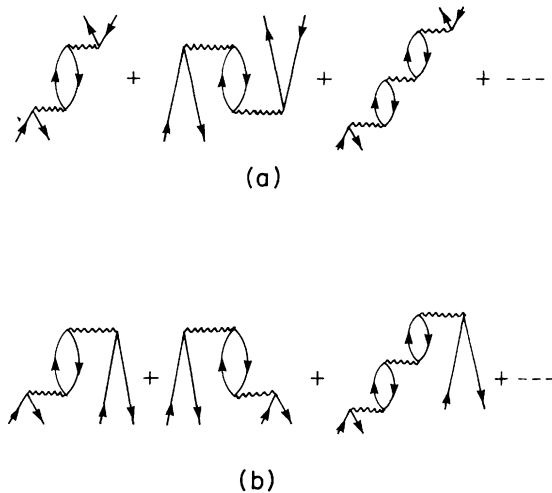 + + + ---
(a)
+ + + ---
(b)